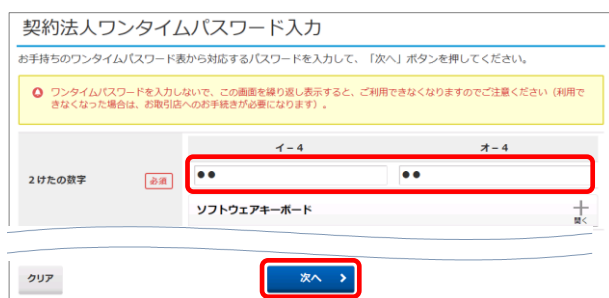 契約法人ワンタイムパスワード入力
お手持ちのワンタイムパスワード表から対応するパスワードを入力して、「次へ」ボタンを押してください。
ワンタイムパスワードを入力しないで、この画面を繰り返し表示すると、ご利用できなくなりますのでご注意ください（利用で
きなくなった場合は、お取引店へのお手続きが必要になります）。
イ－4 オ－4
2けたの数字 必須 ●● ●●
ソフトウェアキーボード
開く
クリア 次へ